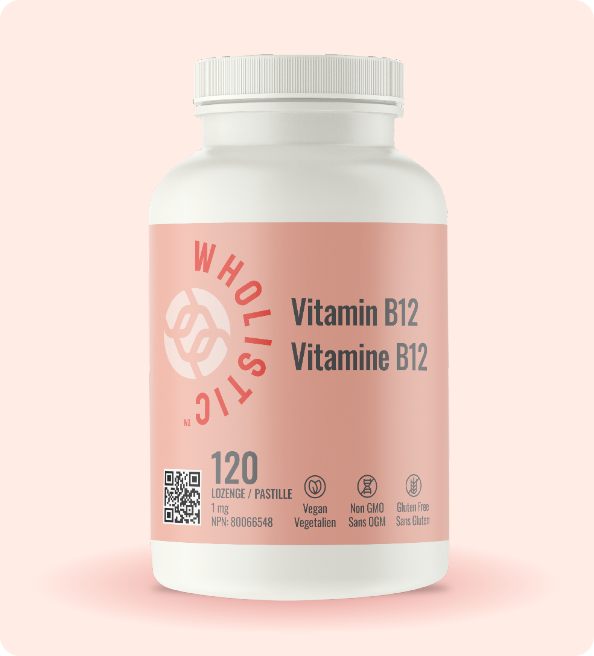 WHOLISTIC
TM
Vitamin B12
Vitamine B12
120
LOZENGE / PASTILLE
1 mg
NPN: 80066548
Vegan
Vegetalien
Non GMO
Sans OGM
Gluten Free
Sans Gluten